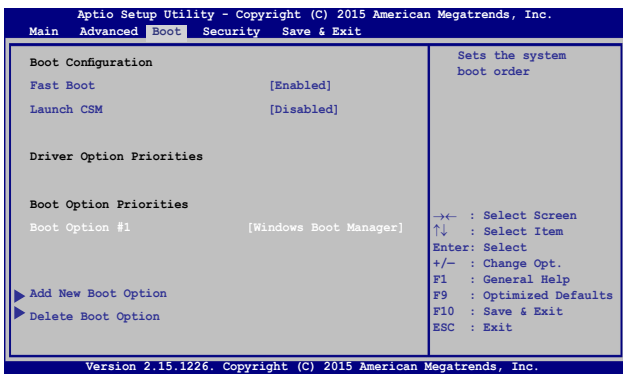 Aptio Setup Utility - Copyright (C) 2015 American Megatrends, Inc.
Main Advanced Boot Security Save & Exit
Boot Configuration
Fast Boot [Enabled]
Launch CSM [Disabled]
Driver Option Priorities
Boot Option Priorities
Boot Option #1 [Windows Boot Manager]
Add New Boot Option
Delete Boot Option
Sets the system
boot order
→← : Select Screen
↑↓ : Select Item
Enter: Select
+/— : Change Opt.
F1 : General Help
F9 : Optimized Defaults
F10 : Save & Exit
ESC : Exit
Version 2.15.1226. Copyright (C) 2015 American Megatrends, Inc.